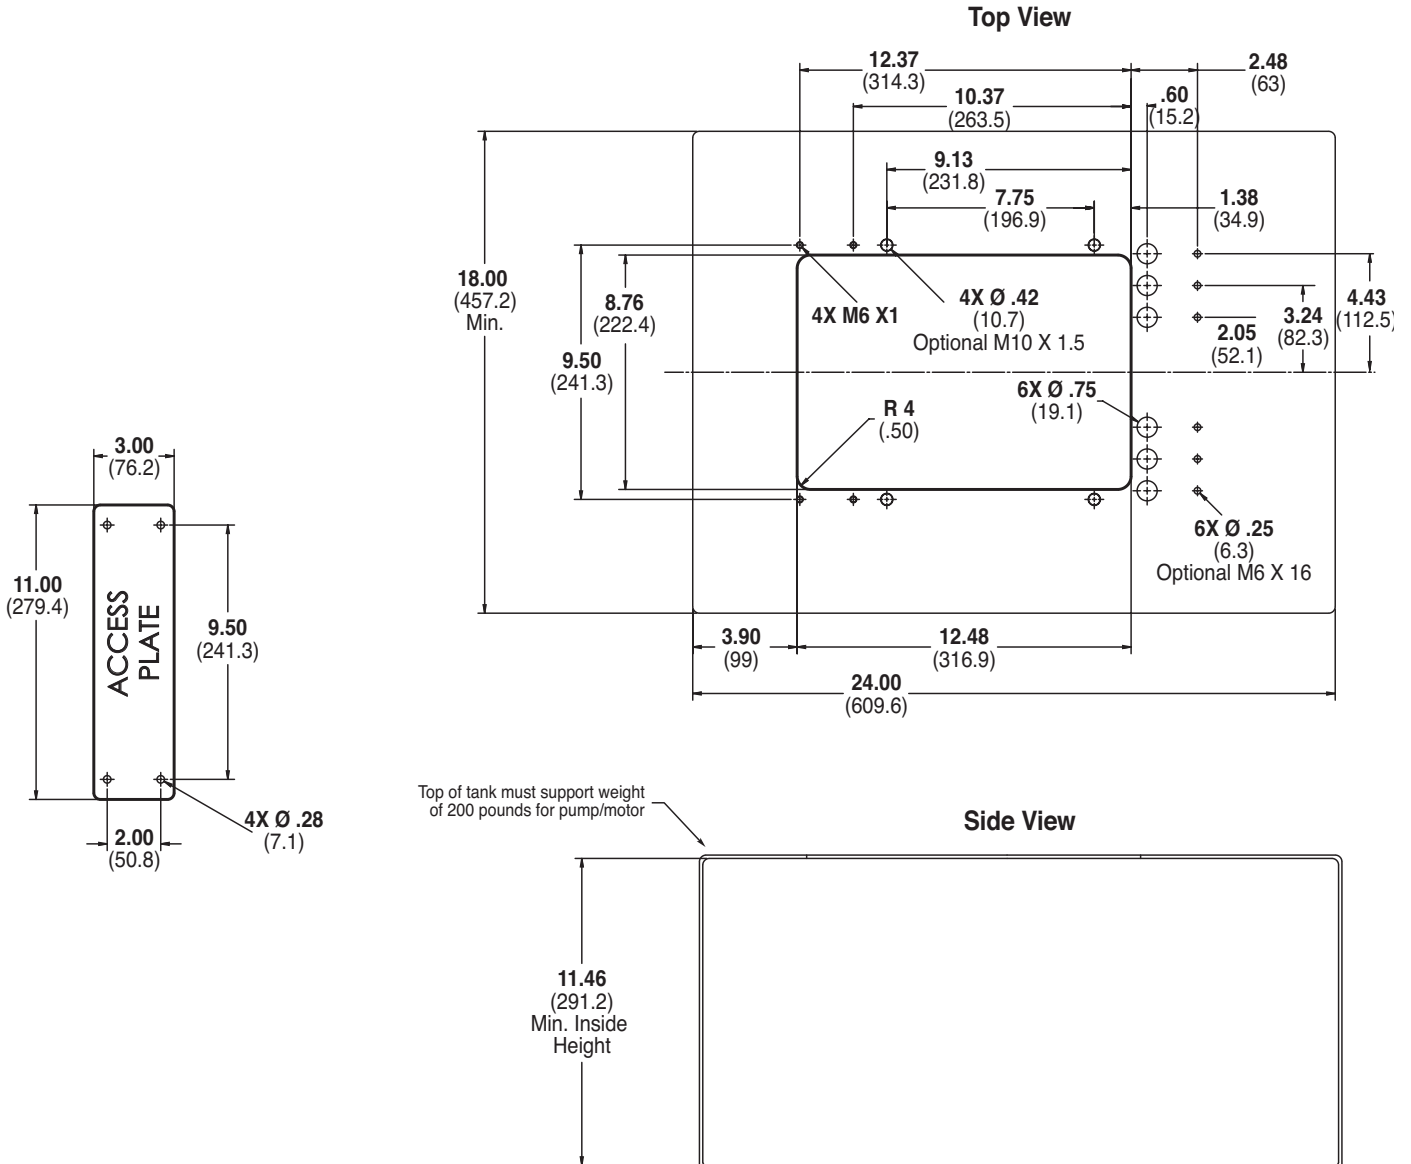 Top View
12.37
(314.3)
2.48
(63)
10.37
(263.5)
.60
(15.2)
9.13
(231.8)
7.75
(196.9)
1.38
(34.9)
18.00
(457.2)
Min.
8.76
(222.4)
9.50
(241.3)
4X M6 X1
4X Ø .42
(10.7)
Optional M10 X 1.5
4.43
(112.5)
3.24
(82.3)
2.05
(52.1)
6X Ø .75
(19.1)
R 4
(.50)
6X Ø .25
(6.3)
Optional M6 X 16
3.90
(99)
12.48
(316.9)
24.00
(609.6)
3.00
(76.2)
11.00
(279.4)
ACCESS
PLATE
9.50
(241.3)
4X Ø .28
(7.1)
2.00
(50.8)
Top of tank must support weight
of 200 pounds for pump/motor
Side View
11.46
(291.2)
Min. Inside
Height